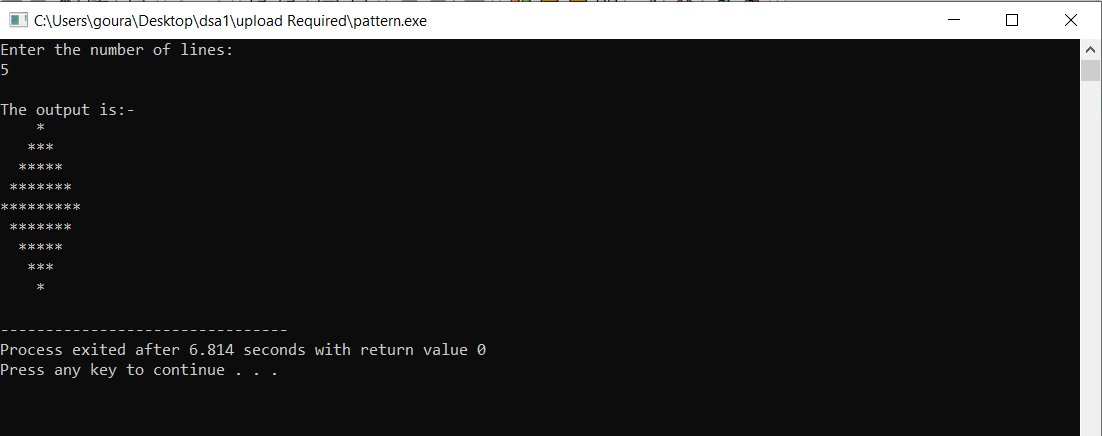 C:\Users\goura\Desktop\dsa1\upload Required\pattern.exe
Enter the number of lines:
5

The output is:-
    *
   ***
  *****
 *******
*********
 *******
  *****
   ***
    *

--------------------------------
Process exited after 6.814 seconds with return value 0
Press any key to continue . . .